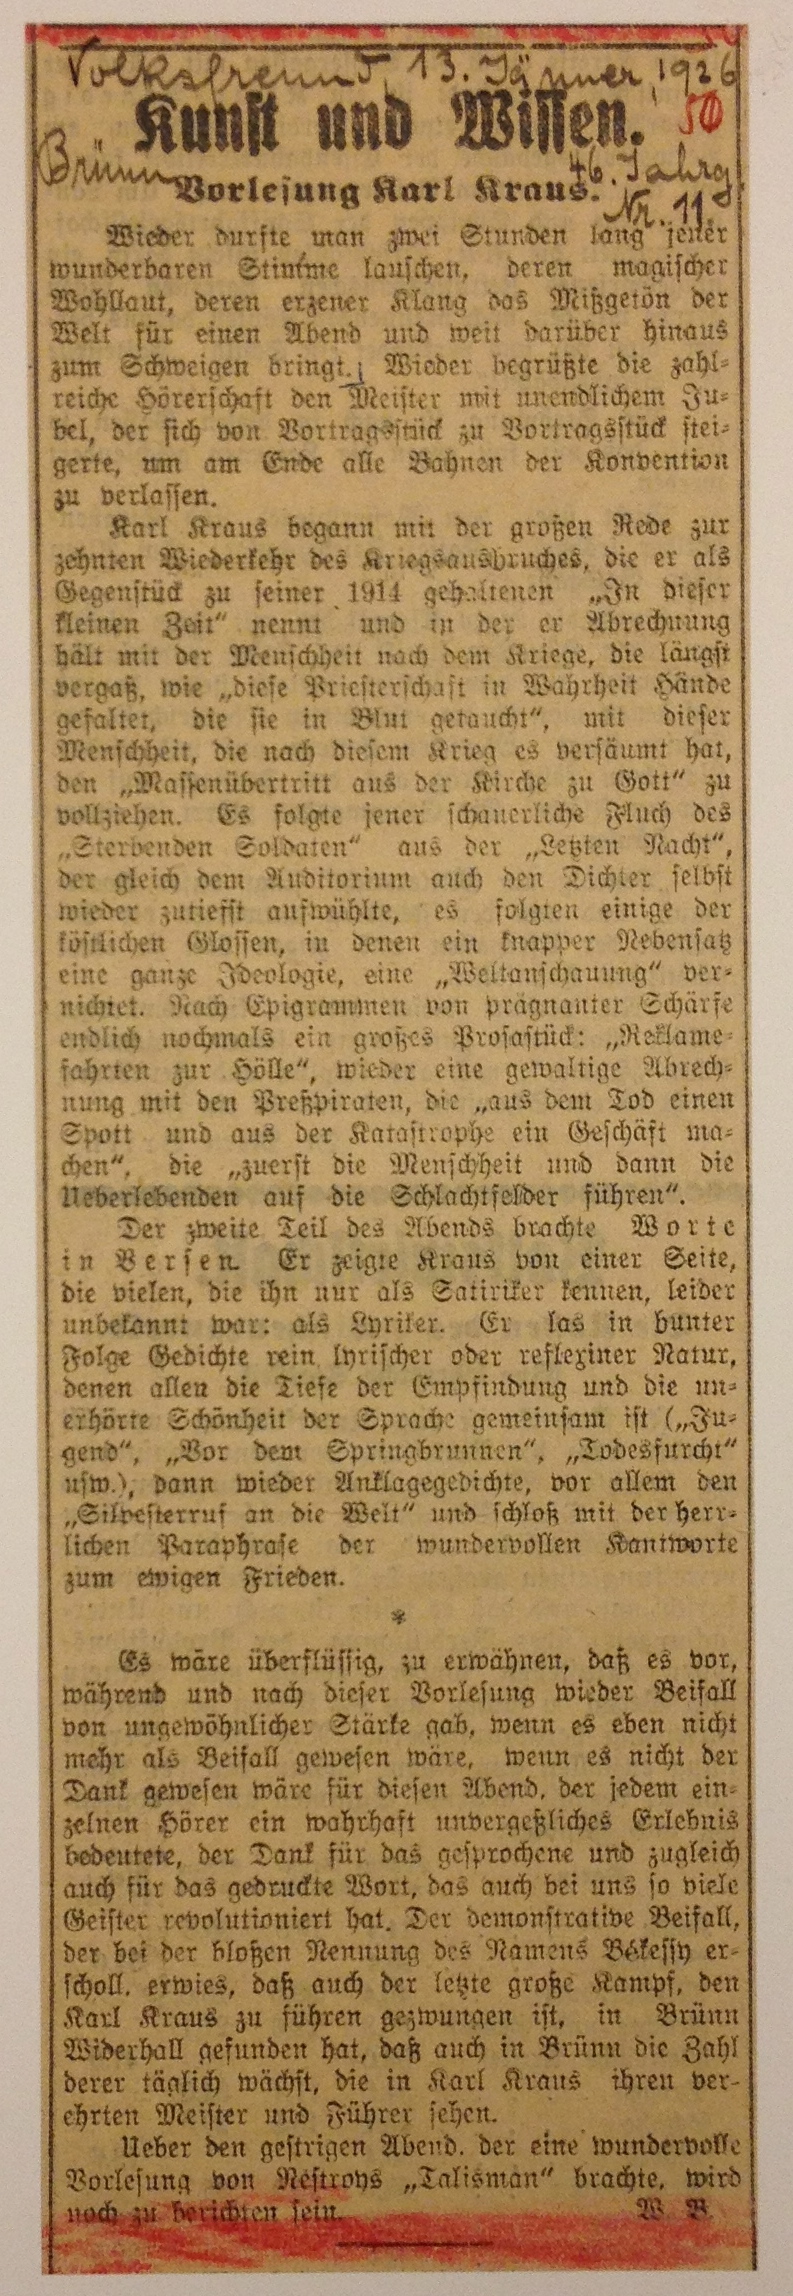 Volksfreund, 13. Jänner 1926
50
Kunst und Wissen.
Brünn
46. Jahrg.
Vorlesung Karl Kraus.
Nr. 11.
Wieder durfte man zwei Stunden lang jener
wunderbaren Stimme lauschen, deren magischer
Wohllaut, deren erzener Klang das Mißgetön der
Welt für einen Abend und weit darüber hinaus
zum Schweigen bringt. Wieder begrüßte die zahl-
reiche Hörerschaft den Meister mit unendlichem Ju-
bel, der sich von Vortragsstück zu Vortragsstück stei-
gerte, um am Ende alle Bahnen der Konvention
zu verlassen.
Karl Kraus begann mit der großen Rede zur
zehnten Wiederkehr des Kriegsausbruches, die er als
Gegenstück zu seiner 1914 gehaltenen „In dieser
kleinen Zeit“ nennt und in der er Abrechnung
hält mit der Menschheit nach dem Kriege, die längst
vergaß, wie „diese Priesterschaft in Wahrheit Hände
gefaltet, die sie in Blut getaucht“, mit dieser
Menschheit, die nach diesem Krieg es versäumt hat,
den „Massenübertritt aus der Kirche zu Gott“ zu
vollziehen. Es folgte jener schauerliche Fluch des
„Sterbenden Soldaten“ aus der „Letzten Nacht“,
der gleich dem Auditorium auch den Dichter selbst
wieder zutiefst aufwühlte, es folgten einige der
köstlichen Glossen, in denen ein knapper Nebensatz
eine ganze Ideologie, eine „Weltanschauung“ ver-
nichtet. Nach Epigrammen von prägnanter Schärfe
endlich nochmals ein großes Prosastück: „Reklame-
fahrten zur Hölle“, wieder eine gewaltige Abrech-
nung mit den Preßpiraten, die „aus dem Tod einen
Spott und aus der Katastrophe ein Geschäft ma-
chen“, die „zuerst die Menschheit und dann die
Ueberlebenden auf die Schlachtfelder führen“.
Der zweite Teil des Abends brachte Worte
in Versen. Er zeigte Kraus von einer Seite,
die vielen, die ihn nur als Satiriker kennen, leider
unbekannt war: als Lyriker. Er las in bunter
Folge Gedichte rein lyrischer oder reflexiner Natur,
denen allen die Tiefe der Empfindung und die un-
erhörte Schönheit der Sprache gemeinsam ist („Ju-
gend“, „Vor dem Springbrunnen“, „Todesfurcht“
usw.), dann wieder Anklagegedichte, vor allem den
„Silvesterruf an die Welt“ und schloß mit der herr-
lichen Paraphrase der wundervollen Kantworte
zum ewigen Frieden.
*
Es wäre überflüssig, zu erwähnen, daß es vor,
während und nach dieser Vorlesung wieder Beifall
von ungewöhnlicher Stärke gab, wenn es eben nicht
mehr als Beifall gewesen wäre, wenn es nicht der
Dank gewesen wäre für diesen Abend, der jedem ein-
zelnen Hörer ein wahrhaft unvergeßliches Erlebnis
bedeutete, der Dank für das gesprochene und zugleich
auch für das gedruckte Wort, das auch bei uns so viele
Geister revolutioniert hat. Der demonstrative Beifall,
der bei der bloßen Nennung des Namens Békessy er-
scholl, erwies, daß auch der letzte große Kampf, den
Karl Kraus zu führen gezwungen ist, in Brünn
Widerhall gefunden hat, daß auch in Brünn die Zahl
derer täglich wächst, die in Karl Kraus ihren ver-
ehrten Meister und Führer sehen.
Ueber den gestrigen Abend, der eine wundervolle
Vorlesung von Nestroys „Talisman“ brachte, wird
noch zu berichten sein. W. B.